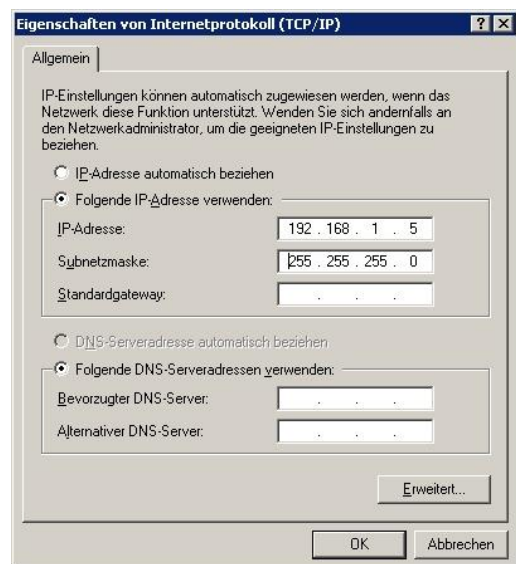 Eigenschaften von Internetprotokoll (TCP/IP)
Allgemein
IP-Einstellungen können automatisch zugewiesen werden, wenn das
Netzwerk diese Funktion unterstützt. Wenden Sie sich andernfalls an
den Netzwerkadministrator, um die geeigneten IP-Einstellungen zu
beziehen.
IP-Adresse automatisch beziehen
Folgende IP-Adresse verwenden:
IP-Adresse: 192 . 168 . 1 . 5
Subnetzmaske: 255 . 255 . 255 . 0
Standardgateway: . . .
DNS-Serveradresse automatisch beziehen
Folgende DNS-Serveradressen verwenden:
Bevorzugter DNS-Server: . . .
Alternativer DNS-Server: . . .
Erweitert...
OK Abbrechen